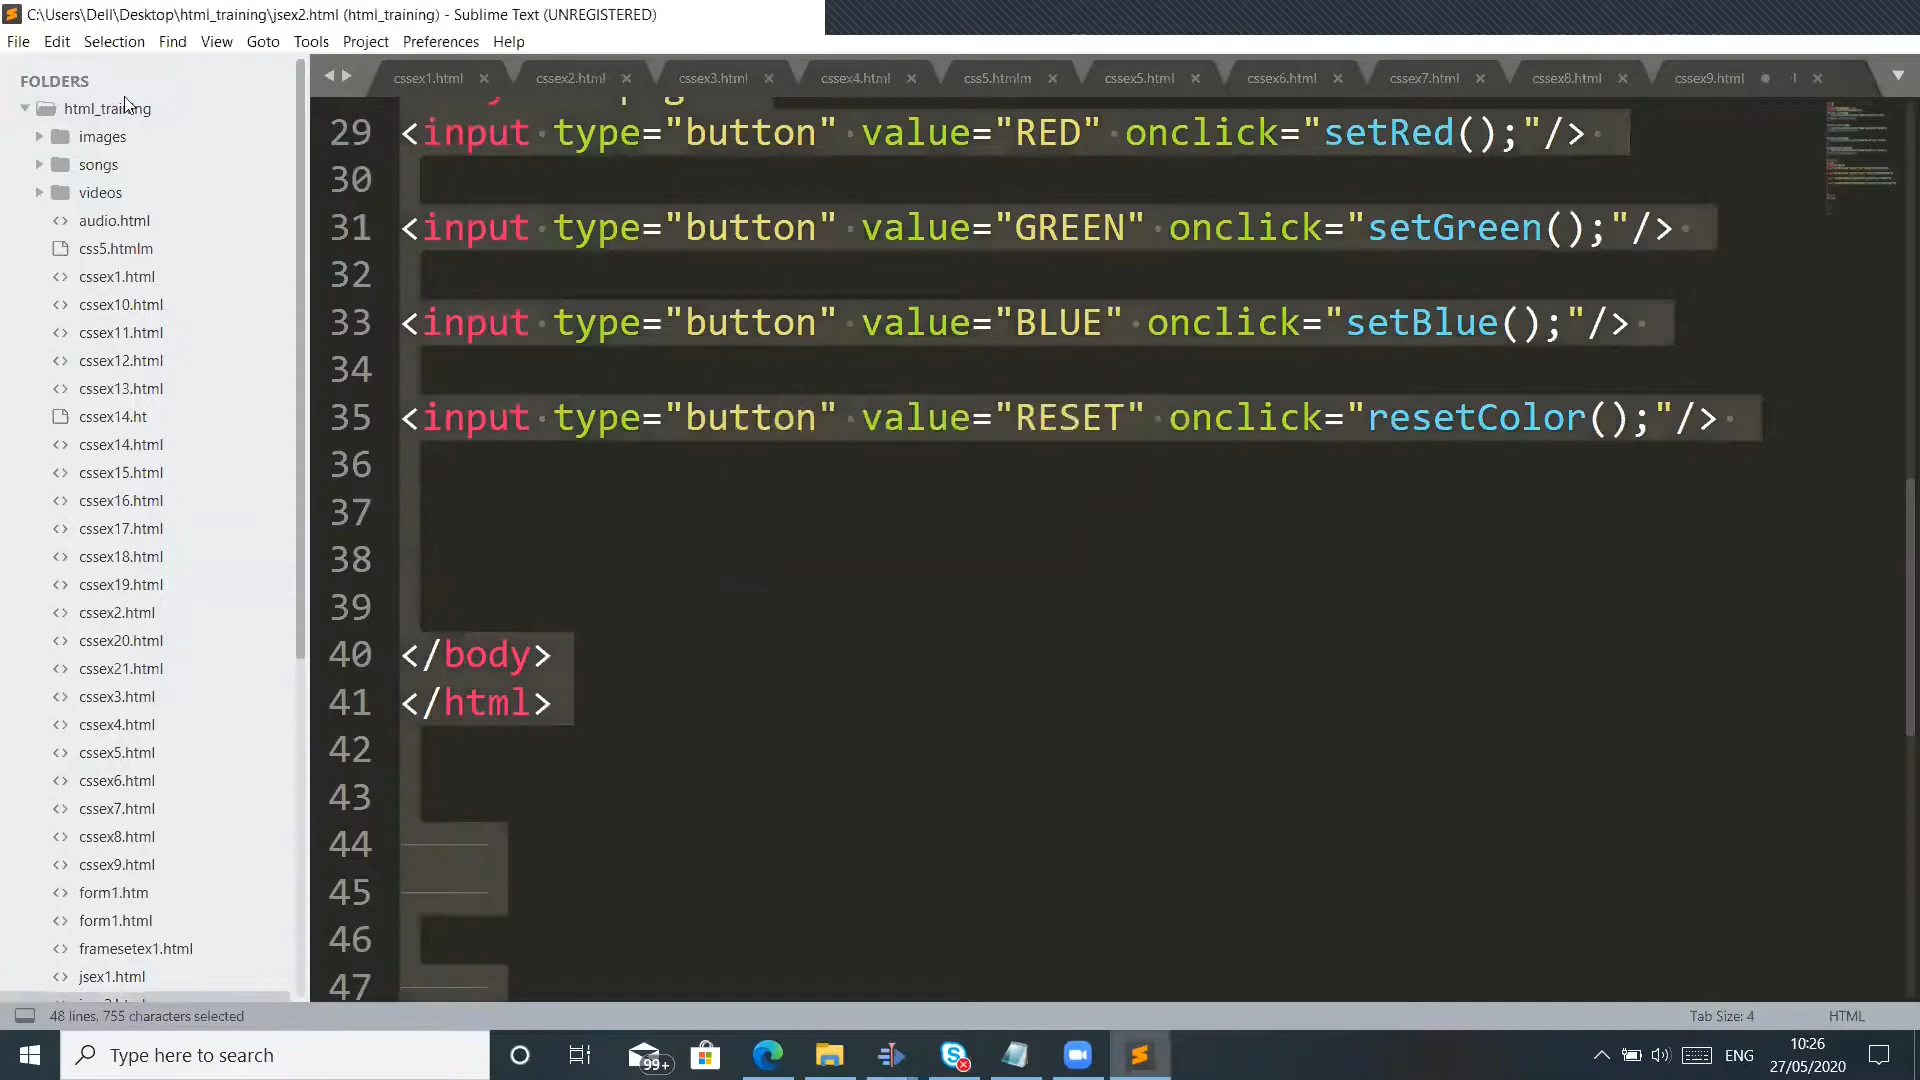 C:\Users\Dell\Desktop\html_training\jsex2.html (html_training) - Sublime Text (UNREGISTERED)
File Edit Selection Find View Goto Tools Project Preferences Help
FOLDERS
html_training
images
songs
videos
audio.html
css5.htmlm
cssex1.html
cssex10.html
cssex11.html
cssex12.html
cssex13.html
cssex14.ht
cssex14.html
cssex15.html
cssex16.html
cssex17.html
cssex18.html
cssex19.html
cssex2.html
cssex20.html
cssex21.html
cssex3.html
cssex4.html
cssex5.html
cssex6.html
cssex7.html
cssex8.html
cssex9.html
form1.htm
form1.html
framesetex1.html
jsex1.html
cssex1.html cssex2.html cssex3.html cssex4.html css5.htmlm cssex5.html cssex6.html cssex7.html cssex8.html cssex9.html
29 <input type="button" value="RED" onclick="setRed();"/>
30
31 <input type="button" value="GREEN" onclick="setGreen();"/>
32
33 <input type="button" value="BLUE" onclick="setBlue();"/>
34
35 <input type="button" value="RESET" onclick="resetColor();"/>
36
37
38
39
40 </body>
41 </html>
42
43
44
45
46
47
48 lines, 755 characters selected
Tab Size: 4 HTML
Type here to search
99+
ENG
10:26
27/05/2020